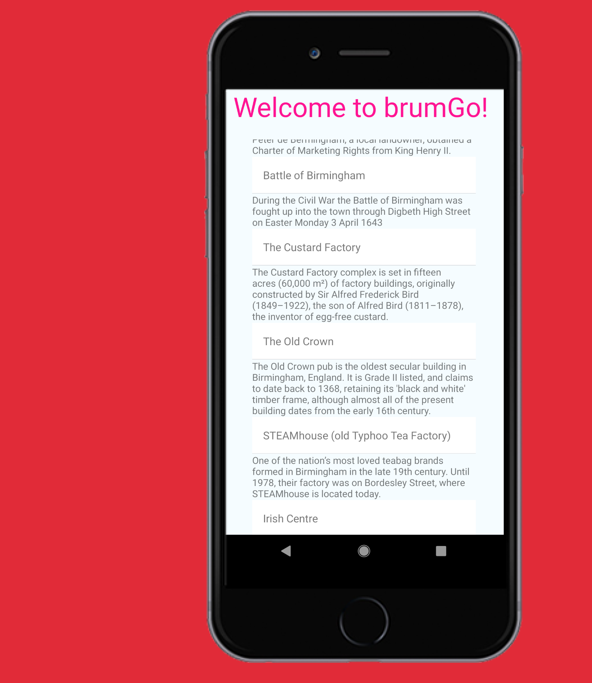 Welcome to brumGo!
Peter de Bermingham, a local landowner, obtained a
Charter of Marketing Rights from King Henry II.
Battle of Birmingham
During the Civil War the Battle of Birmingham was
fought up into the town through Digbeth High Street
on Easter Monday 3 April 1643
The Custard Factory
The Custard Factory complex is set in fifteen
acres (60,000 m²) of factory buildings, originally
constructed by Sir Alfred Frederick Bird
(1849–1922), the son of Alfred Bird (1811–1878),
the inventor of egg-free custard.
The Old Crown
The Old Crown pub is the oldest secular building in
Birmingham, England. It is Grade II listed, and claims
to date back to 1368, retaining its 'black and white'
timber frame, although almost all of the present
building dates from the early 16th century.
STEAMhouse (old Typhoo Tea Factory)
One of the nation's most loved teabag brands
formed in Birmingham in the late 19th century. Until
1978, their factory was on Bordesley Street, where
STEAMhouse is located today.
Irish Centre